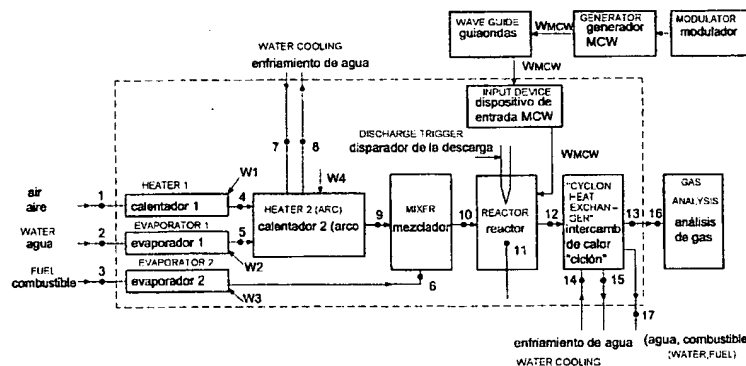 WAVE GUIDE
guiaondas
WMCW
GENERATOR
generador
MCW
MODULATOR
modulador
WMCW
WATER COOLING
enfriamiento de agua
WMCW
INPUT DEVICE
dispositivo de
entrada MCW
DISCHARGE TRIGGER
disparador de la descarga
WMCW
7
8
W4
air
aire
1
HEATER 1
calentador 1
W1
4
WATER
agua
2
EVAPORATOR 1
evaporador 1
W2
5
FUEL
combustible
3
EVAPORATOR 2
evaporador 2
W3
HEATER 2 (ARC)
calentador 2 (arco
9
MIXFR
mezclador
6
10
REACTOR
reactor
11
12
"CYCLON
HEAT
EXCHAN-
GER"
intercamb
de calor
"ciclón"
13
16
GAS
ANALYSIS
análisis
de gas
14
15
17
enfriamiento de agua
WATER COOLING
(agua, combustible
(WATER,FUEL)